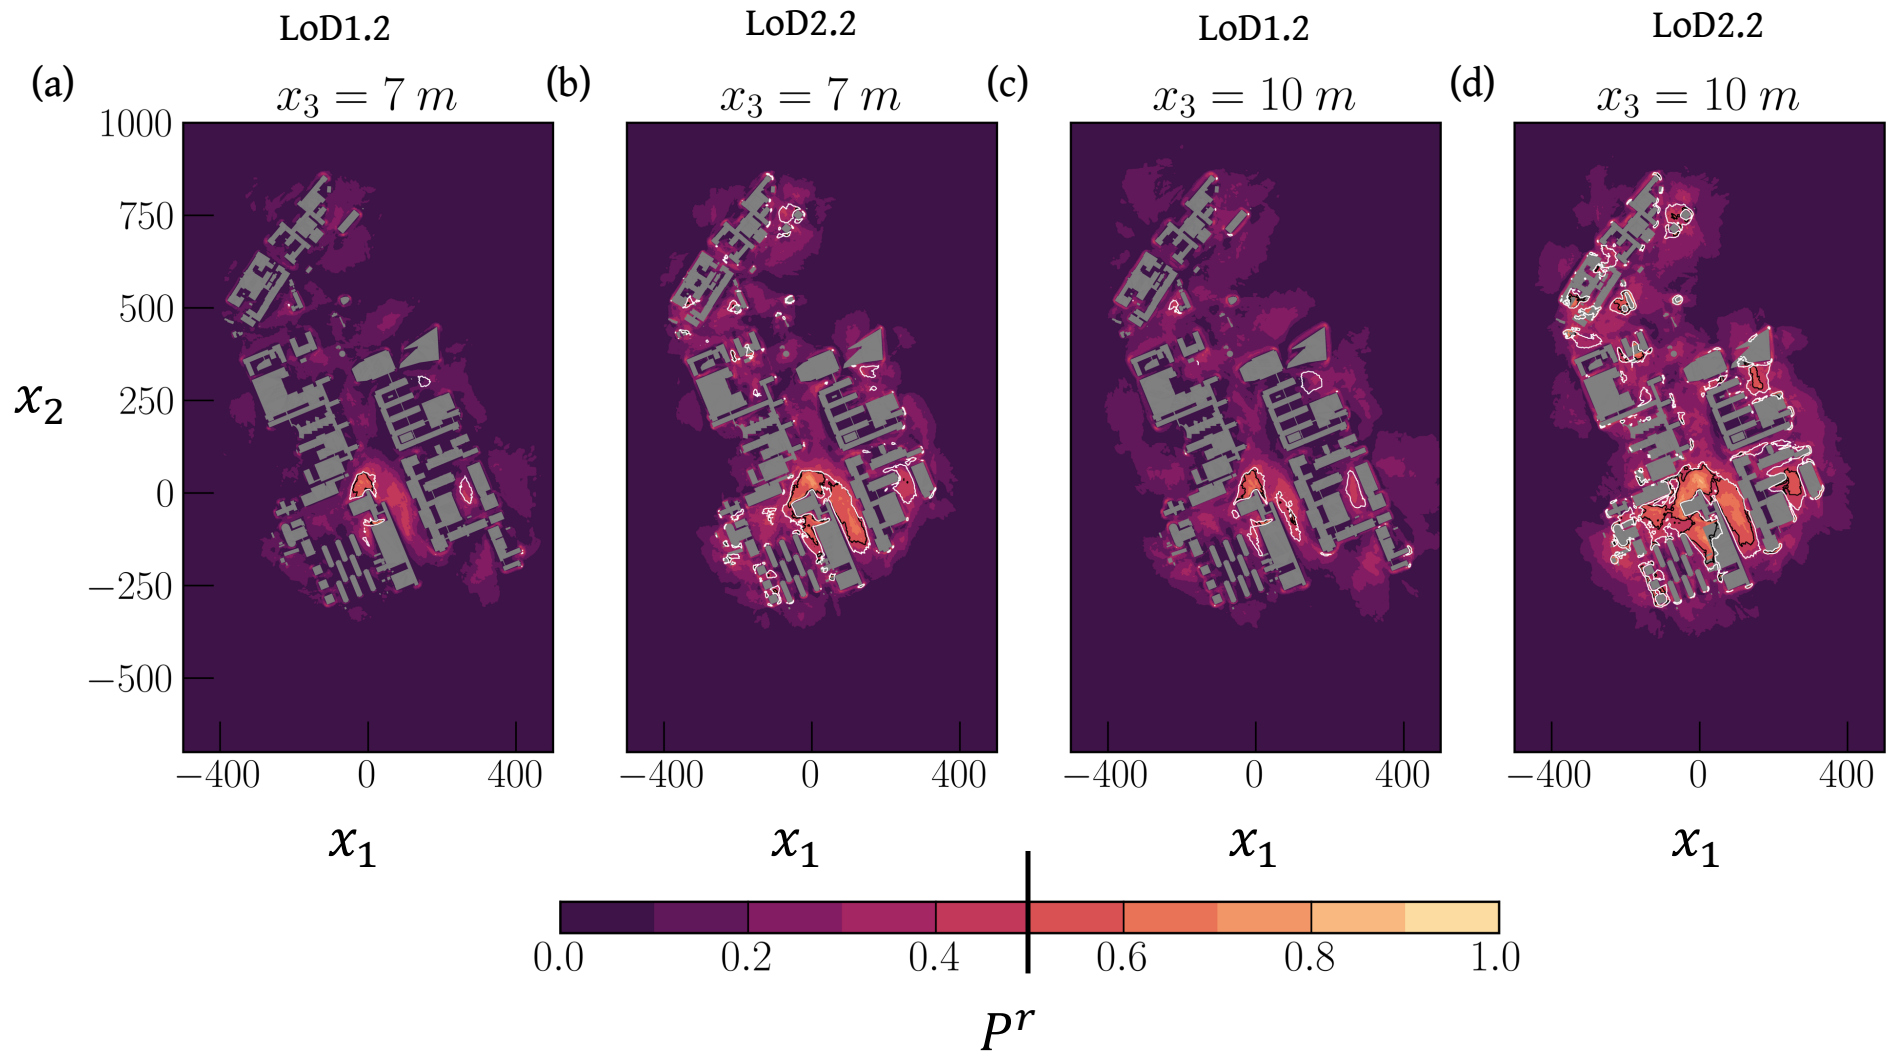 LoD1.2 LoD2.2 LoD1.2 LoD2.2
(a) (b) (c) (d)
x₃ = 7 m x₃ = 7 m x₃ = 10 m x₃ = 10 m
1000
750
500
250
0
−250
−500
x₂
−400 0 400 −400 0 400 −400 0 400 −400 0 400
x₁ x₁ x₁ x₁
0.0 0.2 0.4 0.6 0.8 1.0
Pʳ